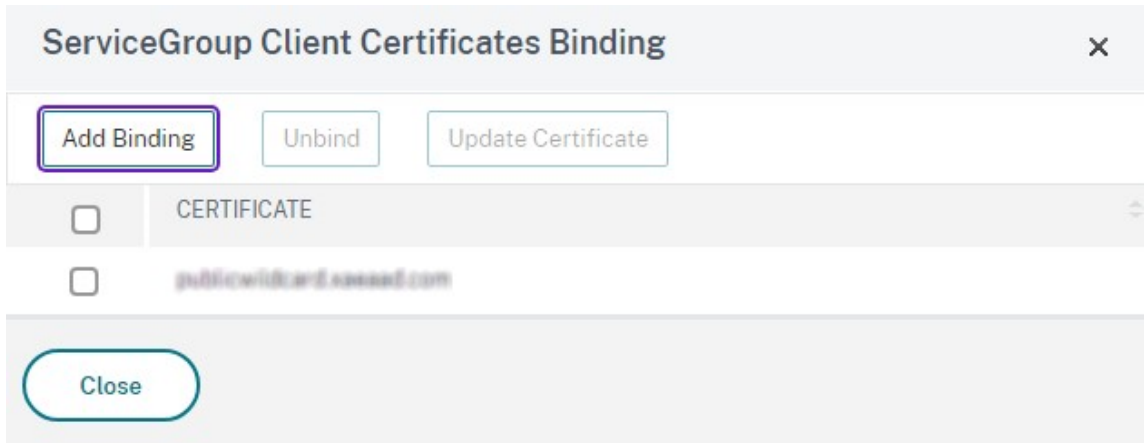 ServiceGroup Client Certificates Binding
Add Binding Unbind Update Certificate
CERTIFICATE
Close